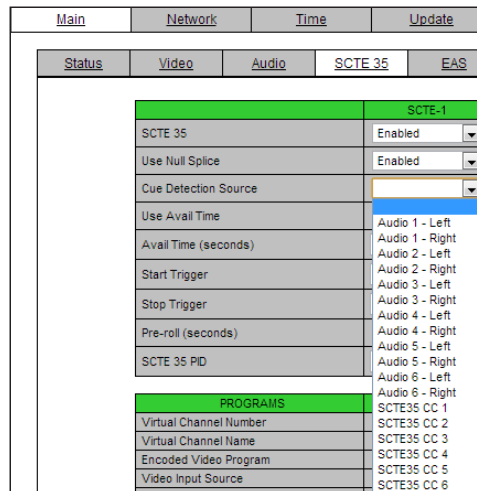 Main Network Time Update
Status Video Audio SCTE 35 EAS
SCTE-1
SCTE 35 Enabled
Use Null Splice Enabled
Cue Detection Source
Use Avail Time
Avail Time (seconds)
Start Trigger
Stop Trigger
Pre-roll (seconds)
SCTE 35 PID
Audio 1 - Left
Audio 1 - Right
Audio 2 - Left
Audio 2 - Right
Audio 3 - Left
Audio 3 - Right
Audio 4 - Left
Audio 4 - Right
Audio 5 - Left
Audio 5 - Right
Audio 6 - Left
Audio 6 - Right
SCTE35 CC 1
SCTE35 CC 2
SCTE35 CC 3
SCTE35 CC 4
SCTE35 CC 5
SCTE35 CC 6
PROGRAMS
Virtual Channel Number
Virtual Channel Name
Encoded Video Program
Video Input Source